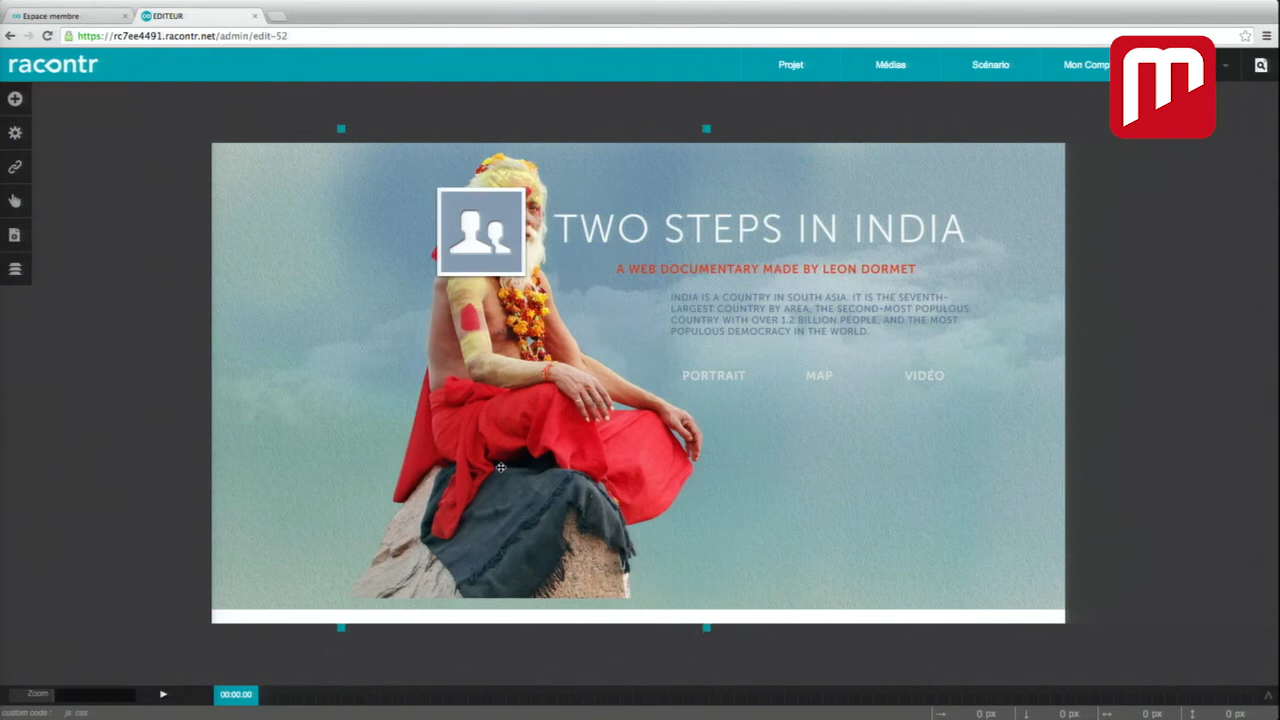 Espace membre
EDITEUR
https://rc7ee4491.racontr.net/admin/edit-52
racontr
Projet
Médias
Scénario
Mon Comp
TWO STEPS IN INDIA
A WEB DOCUMENTARY MADE BY LEON DORMET
INDIA IS A COUNTRY IN SOUTH ASIA. IT IS THE SEVENTH-
LARGEST COUNTRY BY AREA, THE SECOND-MOST POPULOUS
COUNTRY WITH OVER 1.2 BILLION PEOPLE, AND THE MOST
POPULOUS DEMOCRACY IN THE WORLD.
PORTRAIT
MAP
VIDÉO
Zoom
00:00.00
custom code : js css
0 px
0 px
0 px
0 px